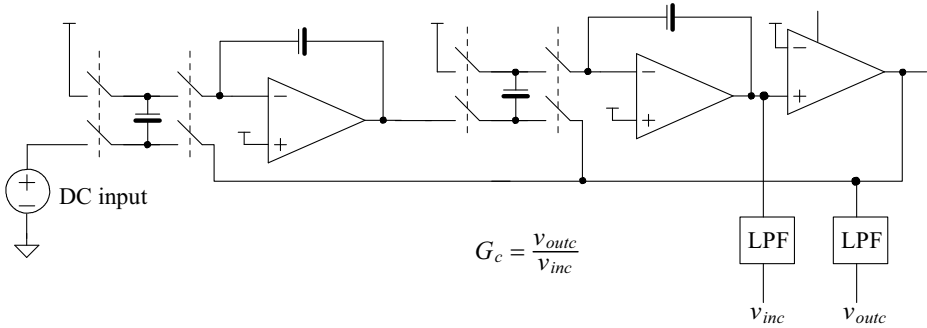 DC input
G_c = v_outc / v_inc
LPF
LPF
v_inc
v_outc